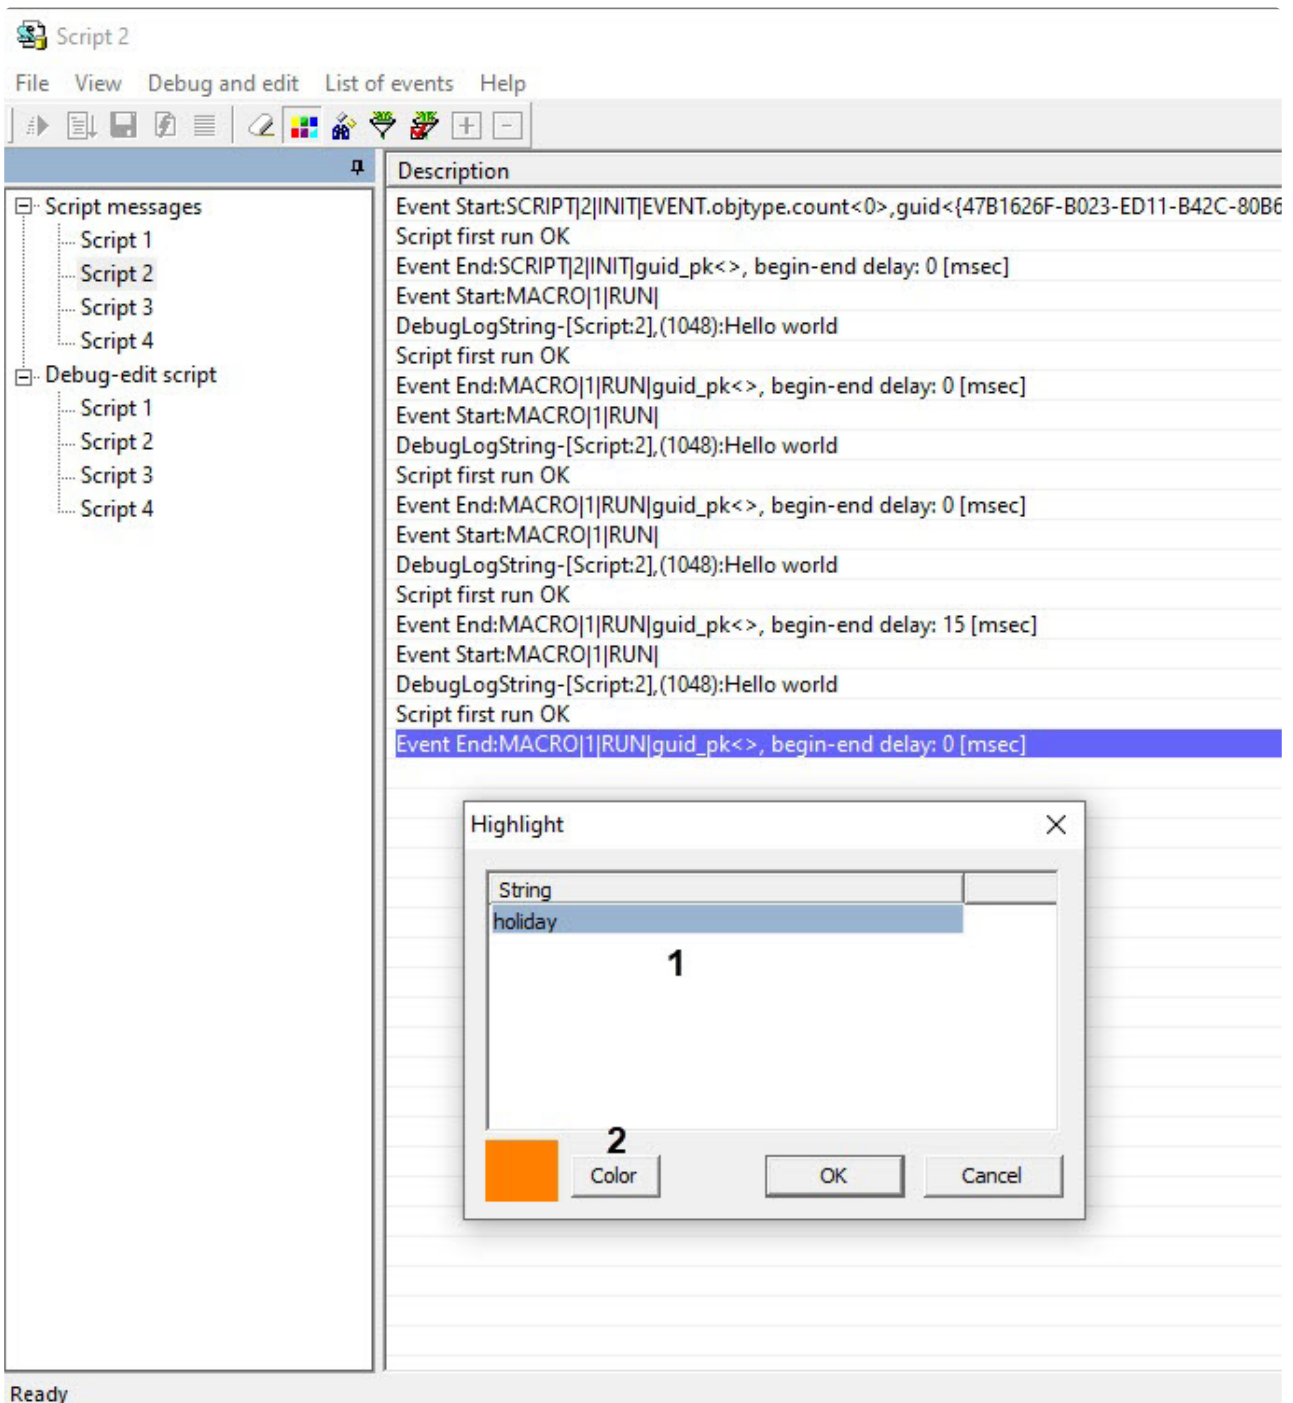 Script 2
File View Debug and edit List of events Help
Description
Script messages
Script 1
Script 2
Script 3
Script 4
Debug-edit script
Script 1
Script 2
Script 3
Script 4
Event Start:SCRIPT|2|INIT|EVENT.objtype.count<0>,guid<{47B1626F-B023-ED11-B42C-80B6
Script first run OK
Event End:SCRIPT|2|INIT|guid_pk<>, begin-end delay: 0 [msec]
Event Start:MACRO|1|RUN|
DebugLogString-[Script:2],(1048):Hello world
Script first run OK
Event End:MACRO|1|RUN|guid_pk<>, begin-end delay: 0 [msec]
Event Start:MACRO|1|RUN|
DebugLogString-[Script:2],(1048):Hello world
Script first run OK
Event End:MACRO|1|RUN|guid_pk<>, begin-end delay: 0 [msec]
Event Start:MACRO|1|RUN|
DebugLogString-[Script:2],(1048):Hello world
Script first run OK
Event End:MACRO|1|RUN|guid_pk<>, begin-end delay: 15 [msec]
Event Start:MACRO|1|RUN|
DebugLogString-[Script:2],(1048):Hello world
Script first run OK
Event End:MACRO|1|RUN|guid_pk<>, begin-end delay: 0 [msec]
Highlight
String
holiday
1
2
Color OK Cancel
Ready